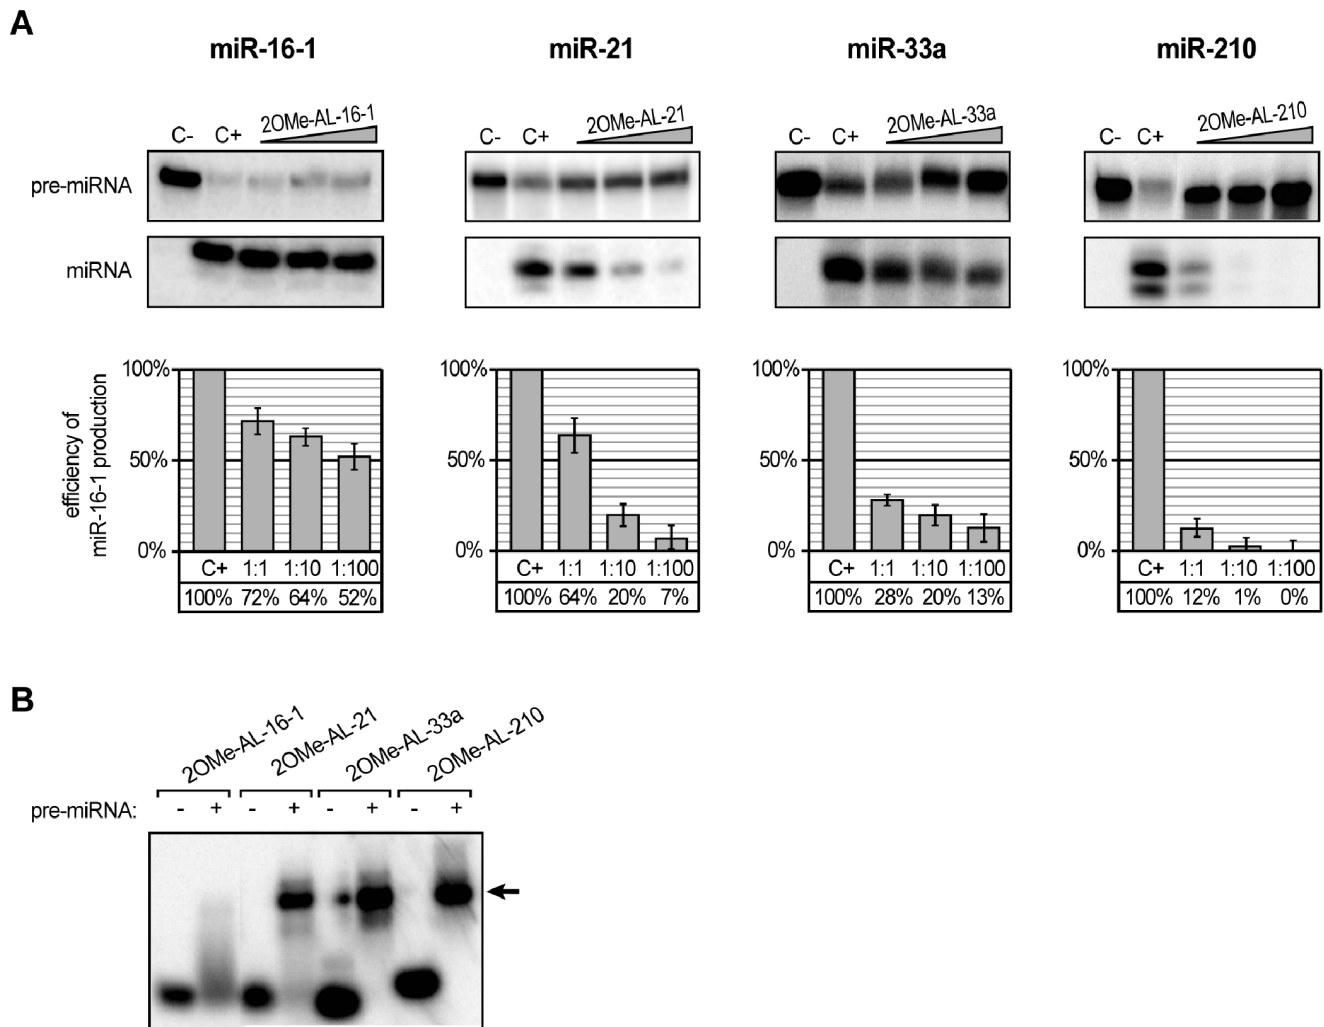 A
miR-16-1 miR-21 miR-33a miR-210
C- C+ 2OMe-AL-16-1 C- C+ 2OMe-AL-21 C- C+ 2OMe-AL-33a C- C+ 2OMe-AL-210
pre-miRNA
miRNA
efficiency of
miR-16-1 production
100% 100% 100% 100%
50% 50% 50% 50%
0% 0% 0% 0%
C+ 1:1 1:10 1:100 C+ 1:1 1:10 1:100 C+ 1:1 1:10 1:100 C+ 1:1 1:10 1:100
100% 72% 64% 52% 100% 64% 20% 7% 100% 28% 20% 13% 100% 12% 1% 0%
B
2OMe-AL-16-1 2OMe-AL-21 2OMe-AL-33a 2OMe-AL-210
pre-miRNA: - + - + - + - +